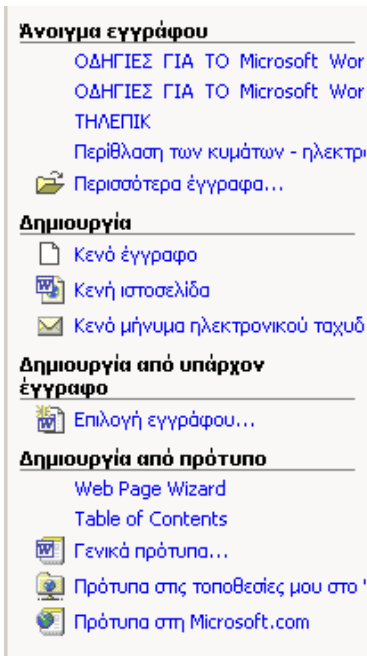 Άνοιγμα εγγράφου
ΟΔΗΓΙΕΣ ΓΙΑ ΤΟ Microsoft Wor
ΟΔΗΓΙΕΣ ΓΙΑ ΤΟ Microsoft Wor
ΤΗΛΕΠΙΚ
Περίθλαση των κυμάτων - ηλεκτρ
Περισσότερα έγγραφα...
Δημιουργία
Κενό έγγραφο
Κενή ιστοσελίδα
Κενό μήνυμα ηλεκτρονικού ταχυδ
Δημιουργία από υπάρχον
έγγραφο
Επιλογή εγγράφου...
Δημιουργία από πρότυπο
Web Page Wizard
Table of Contents
Γενικά πρότυπα...
Πρότυπα στις τοποθεσίες μου στο '
Πρότυπα στη Microsoft.com